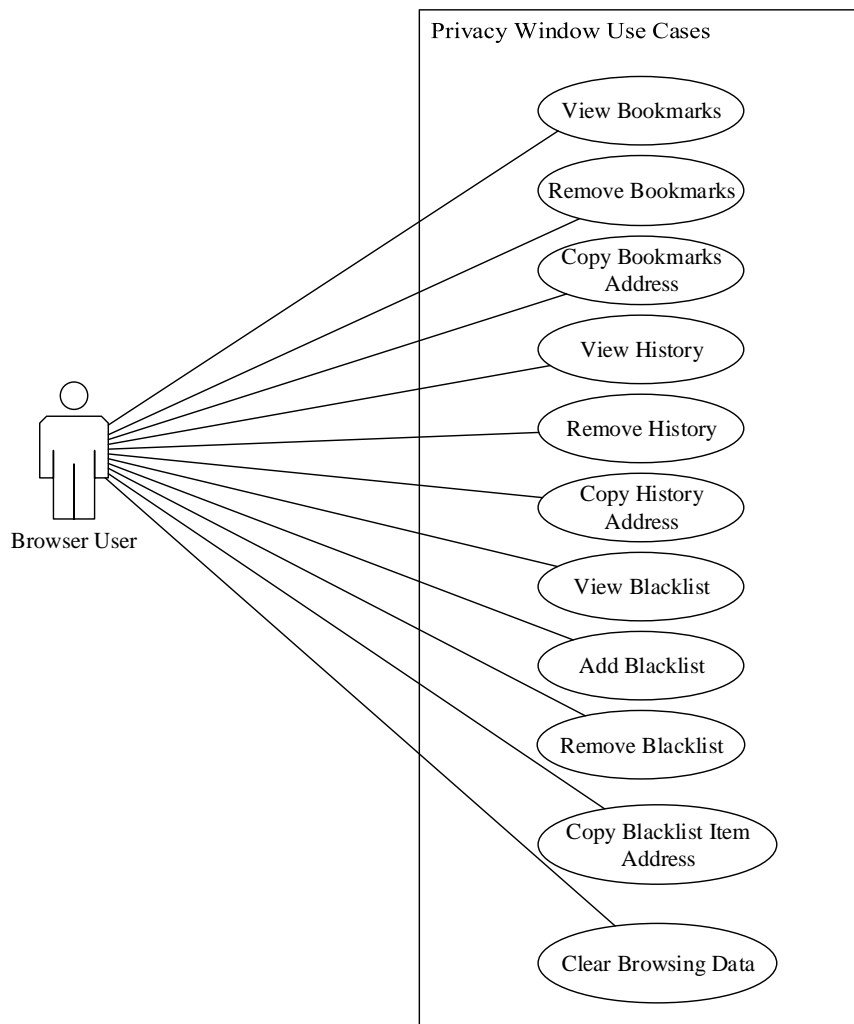 Privacy Window Use Cases
View Bookmarks
Remove Bookmarks
Copy Bookmarks
Address
View History
Remove History
Copy History
Address
Browser User
View Blacklist
Add Blacklist
Remove Blacklist
Copy Blacklist Item
Address
Clear Browsing Data